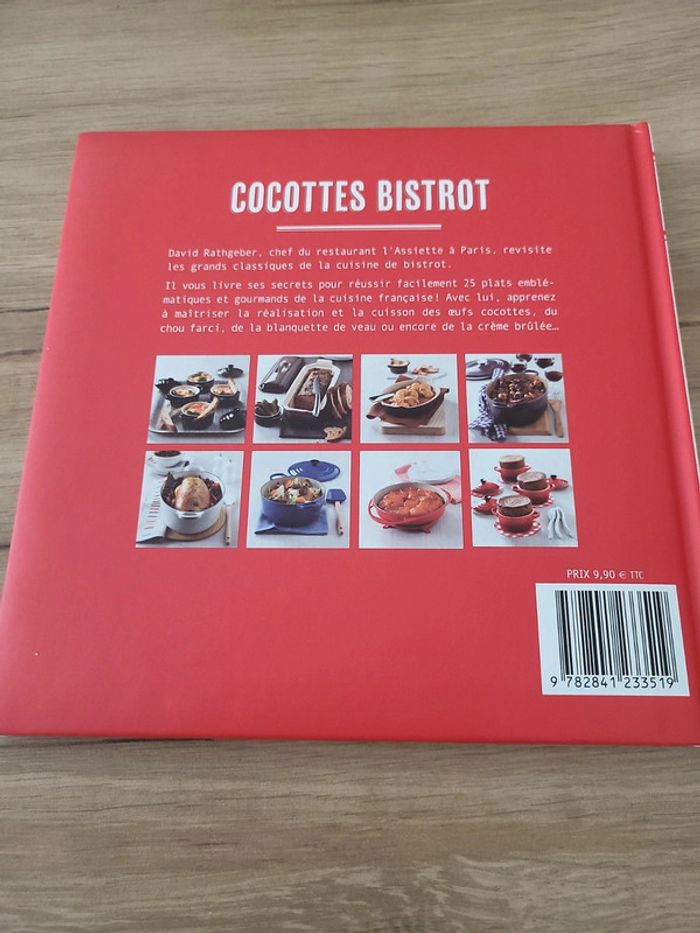 COCOTTES BISTROT
David Rathgeber, chef du restaurant l'Assiette à Paris, revisite
les grands classiques de la cuisine de bistrot.
Il vous livre ses secrets pour réussir facilement 25 plats emblé-
matiques et gourmands de la cuisine française! Avec lui, apprenez
à maîtriser la réalisation et la cuisson des œufs cocottes, du
chou farci, de la blanquette de veau ou encore de la crème brûlée…
PRIX 9,90 € TTC
9 782841 233519